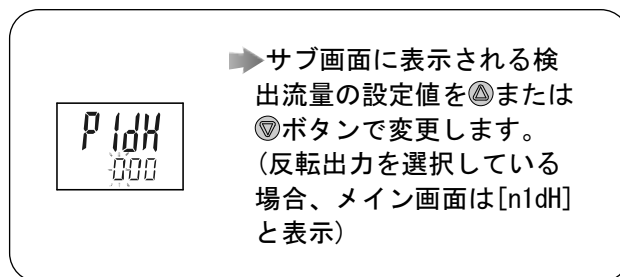 ➡サブ画面に表示される検
出流量の設定値を△または
▽ボタンで変更します。
(反転出力を選択している
場合、メイン画面は[n1dH]
と表示)
P1dH
000